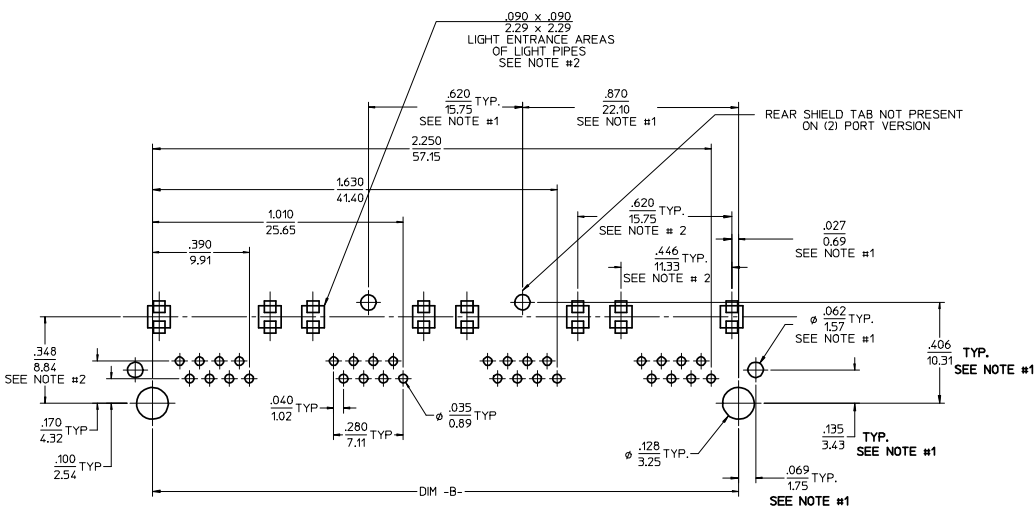 .090 x .090
2.29 x 2.29
LIGHT ENTRANCE AREAS
OF LIGHT PIPES
SEE NOTE #2
.620
15.75 TYP.
SEE NOTE #1
.870
22.10
SEE NOTE #1
REAR SHIELD TAB NOT PRESENT
ON (2) PORT VERSION
2.250
57.15
1.630
41.40
1.010
25.65
.620
15.75 TYP.
SEE NOTE # 2
.027
0.69
SEE NOTE #1
.390
9.91
.446
11.33 TYP.
SEE NOTE # 2
ø .062
1.57 TYP.
SEE NOTE #1
.348
8.84
SEE NOTE #2
.406
10.31 TYP.
SEE NOTE #1
.040
1.02 TYP
ø .035
0.89 TYP
.170
4.32 TYP
.280
7.11 TYP
.100
2.54 TYP
ø .128
3.25 TYP.
.135
3.43 TYP.
SEE NOTE #1
.069
1.75 TYP.
SEE NOTE #1
DIM -B-